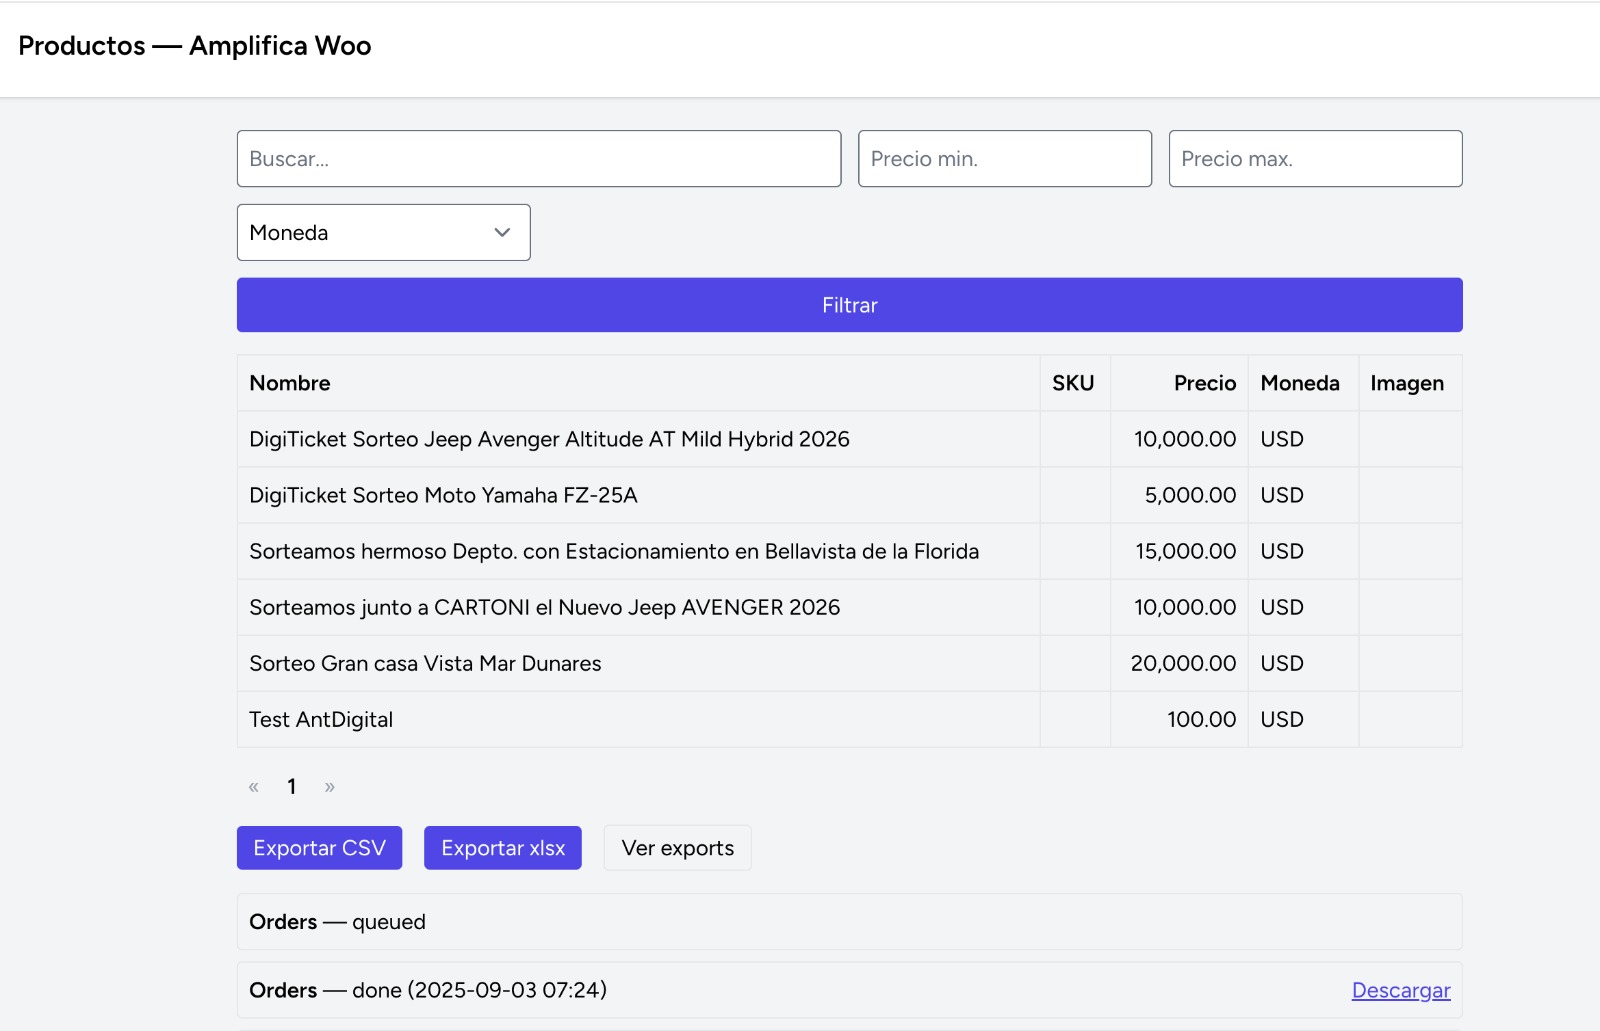 Productos — Amplifica Woo
Buscar... Precio min. Precio max.
Moneda
Filtrar
Nombre SKU Precio Moneda Imagen
DigiTicket Sorteo Jeep Avenger Altitude AT Mild Hybrid 2026 10,000.00 USD
DigiTicket Sorteo Moto Yamaha FZ-25A 5,000.00 USD
Sorteamos hermoso Depto. con Estacionamiento en Bellavista de la Florida 15,000.00 USD
Sorteamos junto a CARTONI el Nuevo Jeep AVENGER 2026 10,000.00 USD
Sorteo Gran casa Vista Mar Dunares 20,000.00 USD
Test AntDigital 100.00 USD
« 1 »
Exportar CSV Exportar xlsx Ver exports
Orders — queued
Orders — done (2025-09-03 07:24) Descargar